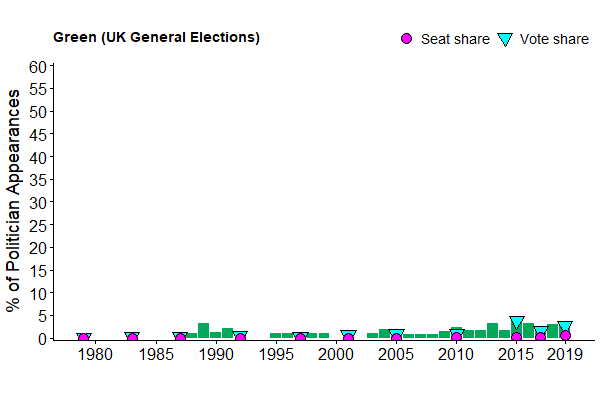 Green (UK General Elections)
Seat share
Vote share
% of Politician Appearances
60
55
50
45
40
35
30
25
20
15
10
5
0
1980 1985 1990 1995 2000 2005 2010 2015 2019